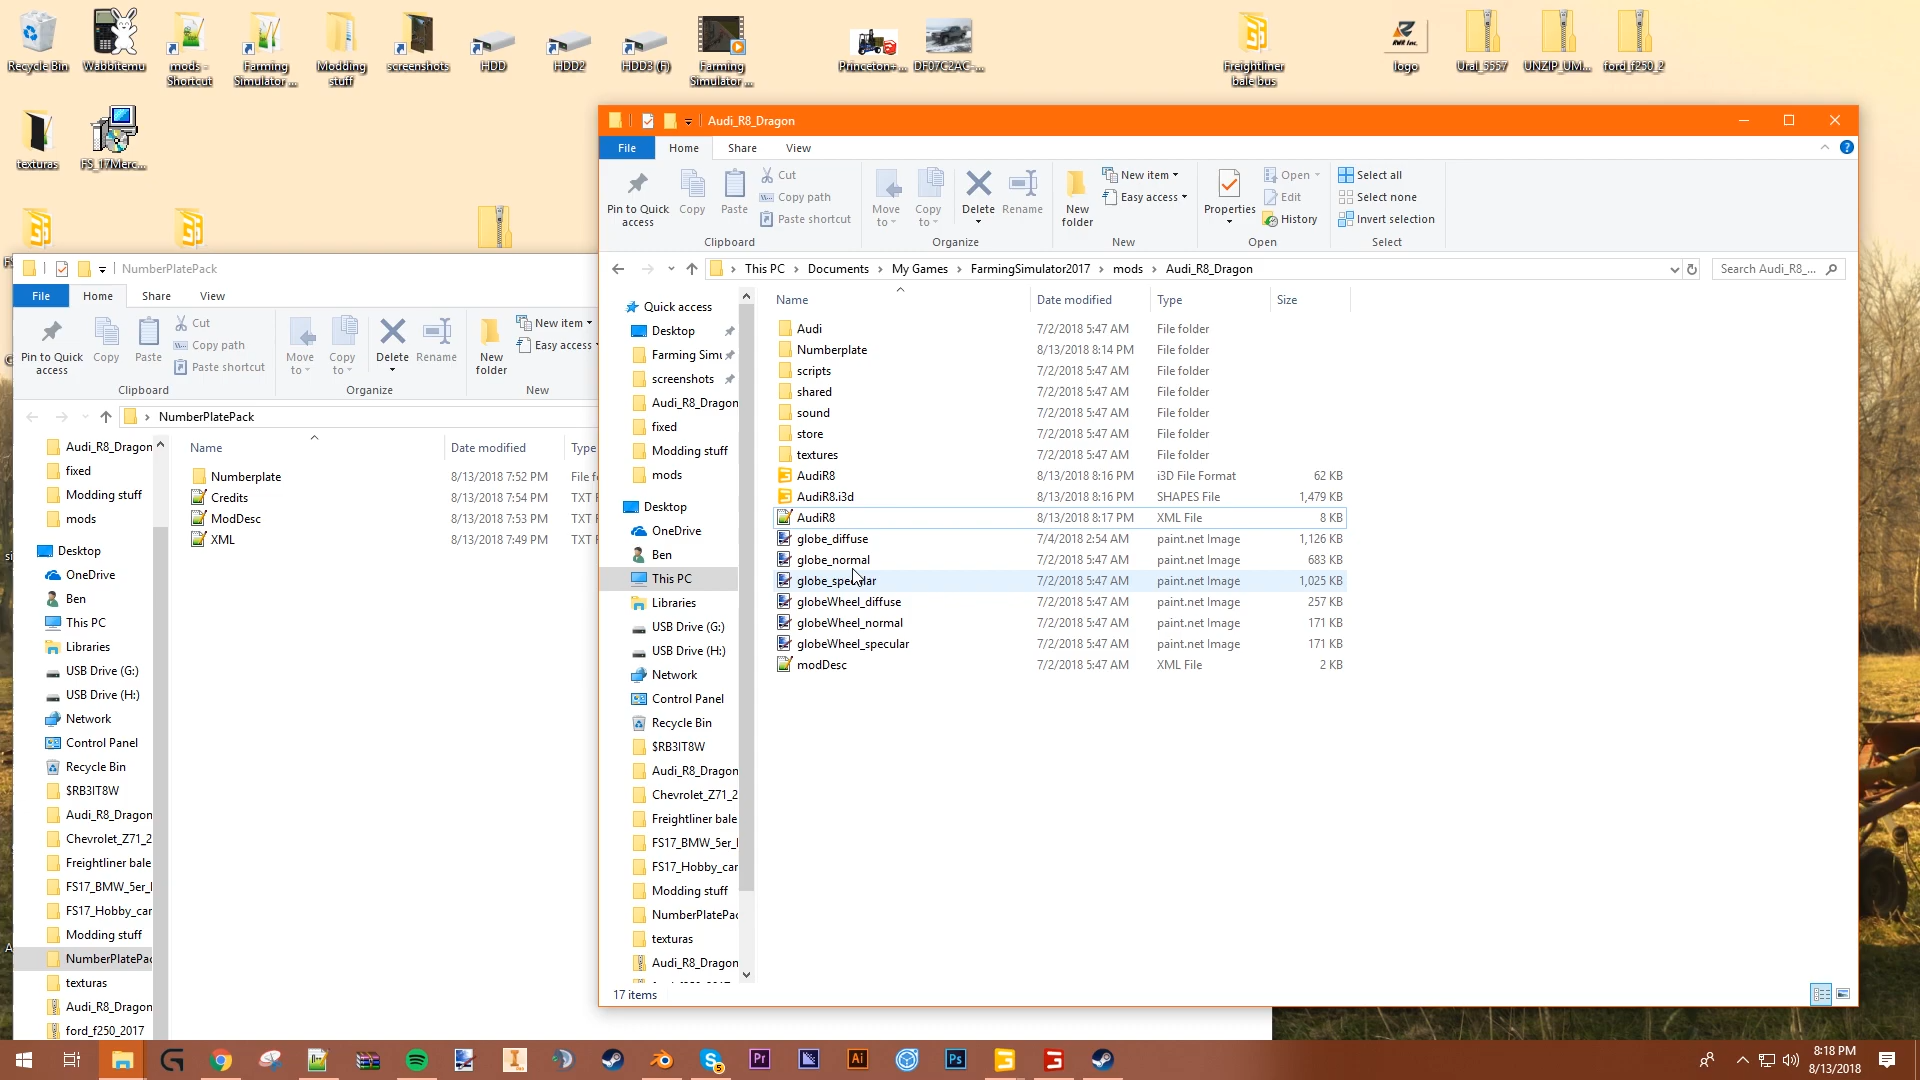 Recycle Bin
Wabbitemu
mods - Shortcut
Farming Simulator ...
Modding stuff
screenshots
HDD
HDD2
HDD3 (F)
Farming Simulator ...
Princeton+...
DF07C2AC-...
Freightliner bale bus
logo
Ural_5557
UNZIP_UM...
ford_f250_2
texturas
FS_17Merc...
Audi_R8_Dragon
File
Home
Share
View
Pin to Quick access
Copy
Paste
Cut
Copy path
Paste shortcut
Move to
Copy to
Delete
Rename
New folder
New item
Easy access
Properties
Open
Edit
History
Select all
Select none
Invert selection
Clipboard
Organize
New
Open
Select
This PC > Documents > My Games > FarmingSimulator2017 > mods > Audi_R8_Dragon
Search Audi_R8_...
Quick access
Desktop
Farming Simu
screenshots
Audi_R8_Dragon
fixed
Modding stuff
mods
Desktop
OneDrive
Ben
This PC
Libraries
USB Drive (G:)
USB Drive (H:)
Network
Control Panel
Recycle Bin
$RB3IT8W
Audi_R8_Dragon
Chevrolet_Z71_2
Freightliner bale
FS17_BMW_5er_
FS17_Hobby_car
Modding stuff
NumberPlatePac
texturas
Audi_R8_Dragon
Name Date modified Type Size
Audi 7/2/2018 5:47 AM File folder
Numberplate 8/13/2018 8:14 PM File folder
scripts 7/2/2018 5:47 AM File folder
shared 7/2/2018 5:47 AM File folder
sound 7/2/2018 5:47 AM File folder
store 7/2/2018 5:47 AM File folder
textures 7/2/2018 5:47 AM File folder
AudiR8 8/13/2018 8:16 PM i3D File Format 62 KB
AudiR8.i3d 8/13/2018 8:16 PM SHAPES File 1,479 KB
AudiR8 8/13/2018 8:17 PM XML File 8 KB
globe_diffuse 7/4/2018 2:54 AM paint.net Image 1,126 KB
globe_normal 7/2/2018 5:47 AM paint.net Image 683 KB
globe_specular 7/2/2018 5:47 AM paint.net Image 1,025 KB
globeWheel_diffuse 7/2/2018 5:47 AM paint.net Image 257 KB
globeWheel_normal 7/2/2018 5:47 AM paint.net Image 171 KB
globeWheel_specular 7/2/2018 5:47 AM paint.net Image 171 KB
modDesc 7/2/2018 5:47 AM XML File 2 KB
17 items
NumberPlatePack
File
Home
Share
View
Pin to Quick access
Copy
Paste
Cut
Copy path
Paste shortcut
Move to
Copy to
Delete
Rename
New folder
New item
Easy access
Clipboard
Organize
New
NumberPlatePack
Name Date modified Type
Numberplate 8/13/2018 7:52 PM File f
Credits 8/13/2018 7:54 PM TXT F
ModDesc 8/13/2018 7:53 PM TXT F
XML 8/13/2018 7:49 PM TXT F
Audi_R8_Dragon
fixed
Modding stuff
mods
Desktop
OneDrive
Ben
This PC
Libraries
USB Drive (G:)
USB Drive (H:)
Network
Control Panel
Recycle Bin
$RB3IT8W
Audi_R8_Dragon
Chevrolet_Z71_2
Freightliner bale
FS17_BMW_5er_
FS17_Hobby_car
Modding stuff
NumberPlatePac
texturas
Audi_R8_Dragon
ford_f250_2017
8:18 PM
8/13/2018